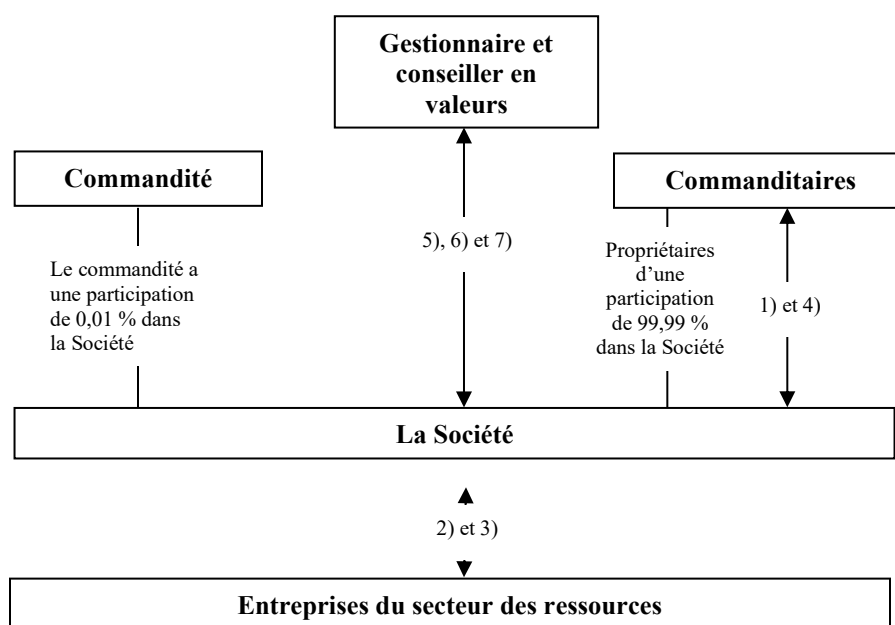 Gestionnaire et
conseiller en
valeurs
Commandité
Commanditaires
5), 6) et 7)
Le commandité a
une participation
de 0,01 % dans
la Société
Propriétaires
d’une
participation
de 99,99 %
dans la Société
1) et 4)
La Société
2) et 3)
Entreprises du secteur des ressources